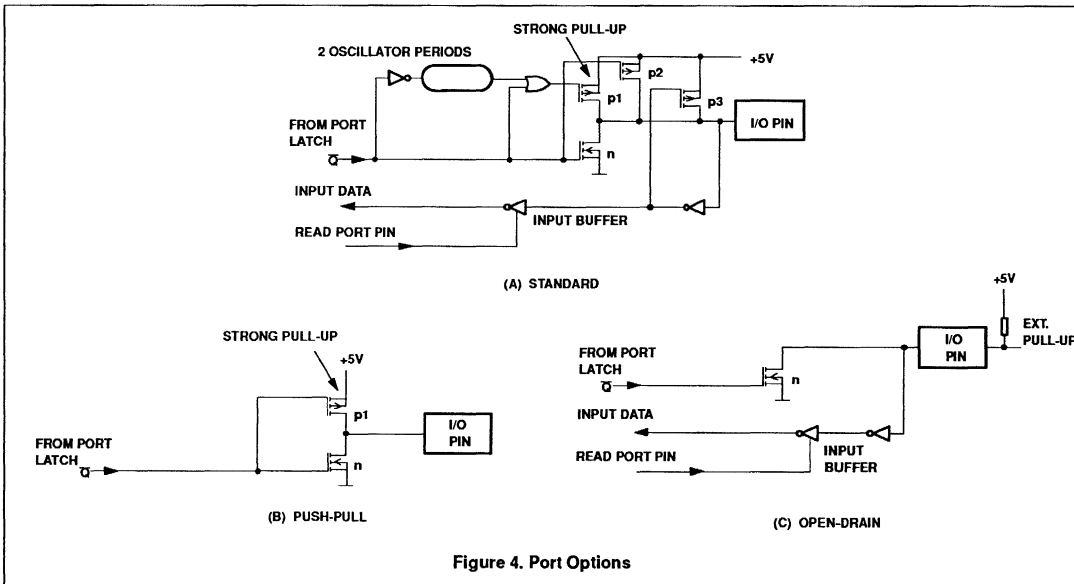 STRONG PULL-UP
2 OSCILLATOR PERIODS
+5V
p2
p1
p3
I/O PIN
FROM PORT
LATCH
Q̅
n
INPUT DATA
INPUT BUFFER
READ PORT PIN
(A) STANDARD
STRONG PULL-UP
+5V
p1
I/O
PIN
FROM PORT
LATCH
Q̅
n
(B) PUSH-PULL
+5V
EXT.
PULL-UP
I/O
PIN
FROM PORT
LATCH
Q̅
n
INPUT DATA
INPUT
BUFFER
READ PORT PIN
(C) OPEN-DRAIN
Figure 4. Port Options